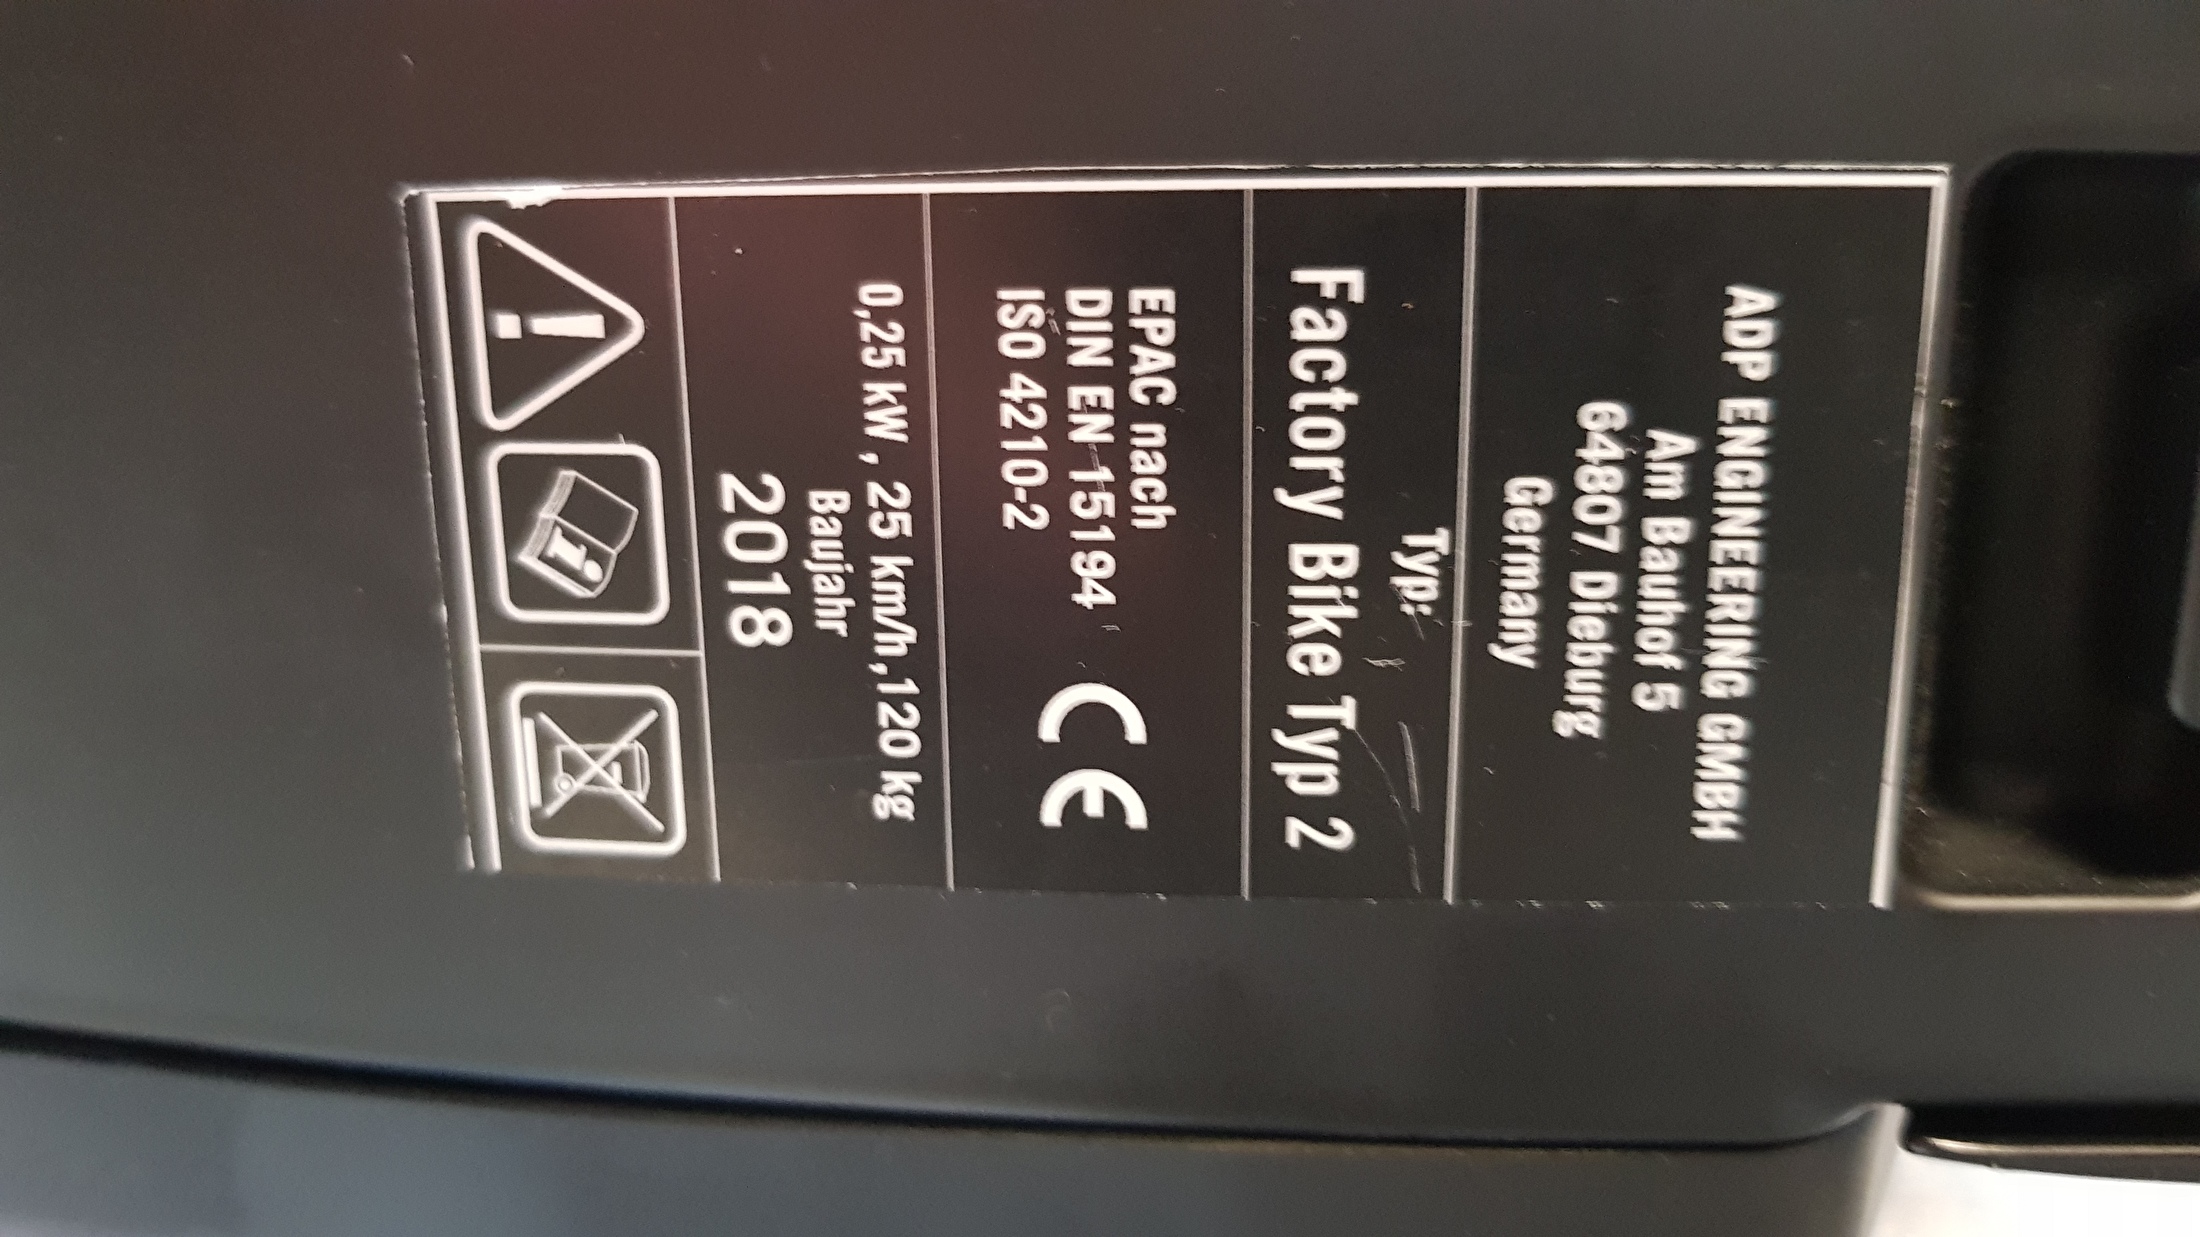 ADP ENGINEERING GMBH
Am Bauhof 5
64807 Dieburg
Germany
Typ:
Factory Bike Typ 2
EPAC nach
DIN EN 15194
ISO 4210-2
CE
0,25 kW , 25 km/h,120 kg
Baujahr
2018